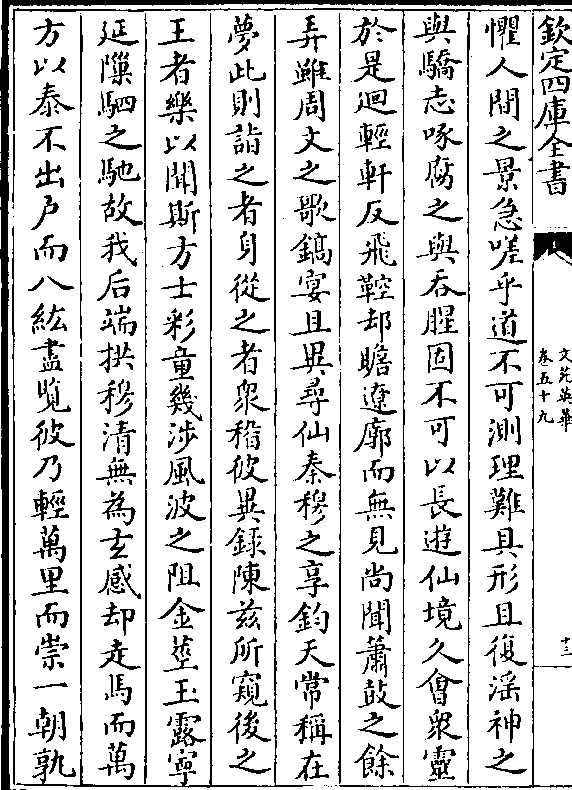 欽定四庫全書
文苑英華
卷五十九
十三
懼人間之景急嗟乎道不可測理難具形且復滛神之
與驕志啄腐之與吞腥固不可以長遊仙境久會衆靈
於是迴輕軒反飛鞚却瞻遼廓而無見尚聞簫鼓之餘
弄雖周文之歌鎬宴且異尋仙秦穆之享鈞天常稱在
夢此則詣之者身從之者衆稽彼異録陳兹所窺後之
王者樂以聞斯方士彩童幾涉風波之阻金莖玉露寧
延隟駟之馳故我后端拱穆清無為玄感却走馬而萬
方以泰不出户而八紘盡覽彼乃輕萬里而崇一朝孰